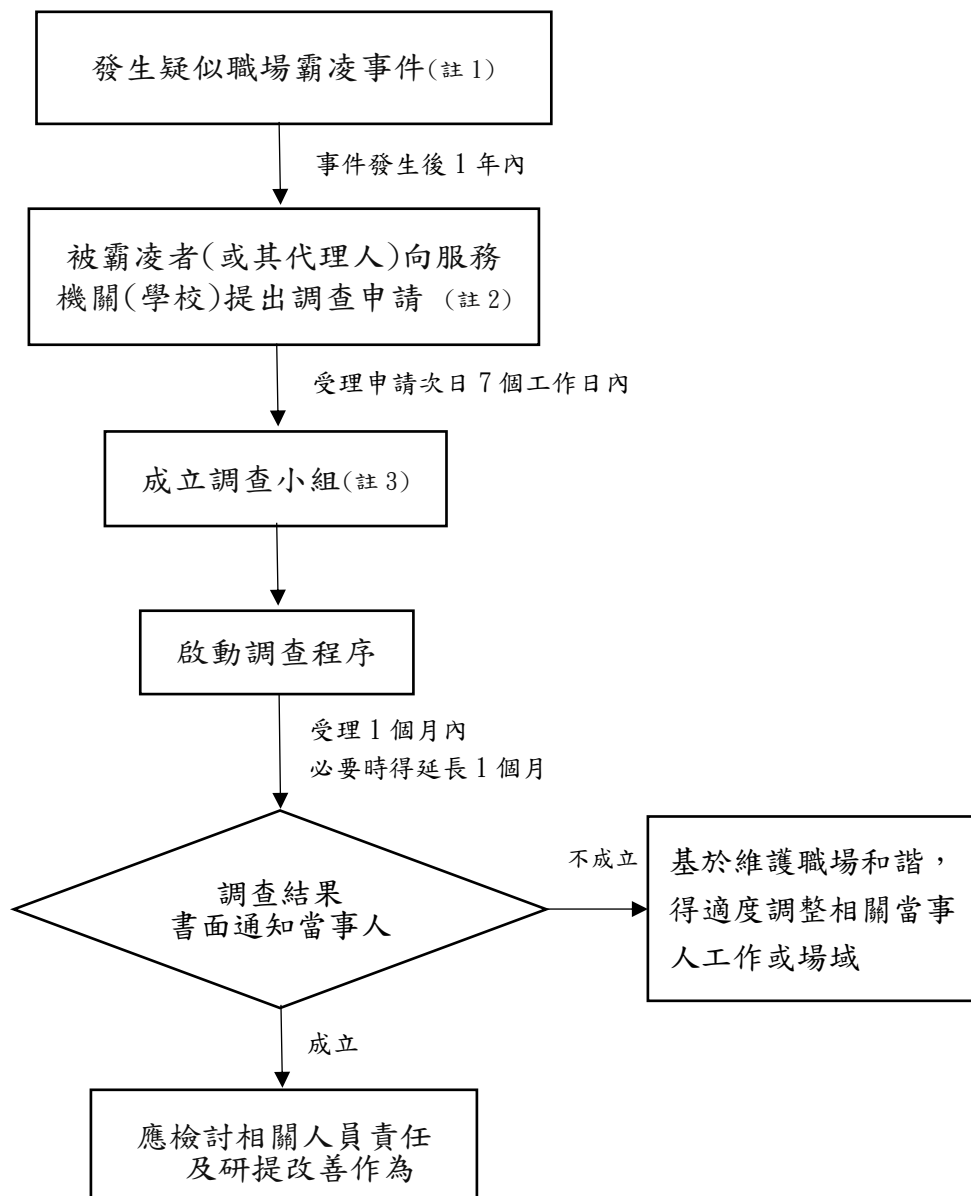 發生疑似職場霸凌事件(註 1)
事件發生後 1 年內
被霸凌者(或其代理人)向服務
機關(學校)提出調查申請 (註 2)
受理申請次日 7 個工作日內
成立調查小組(註 3)
啟動調查程序
受理 1 個月內
必要時得延長 1 個月
調查結果
書面通知當事人
不成立
基於維護職場和諧，
得適度調整相關當事
人工作或場域
成立
應檢討相關人員責任
及研提改善作為